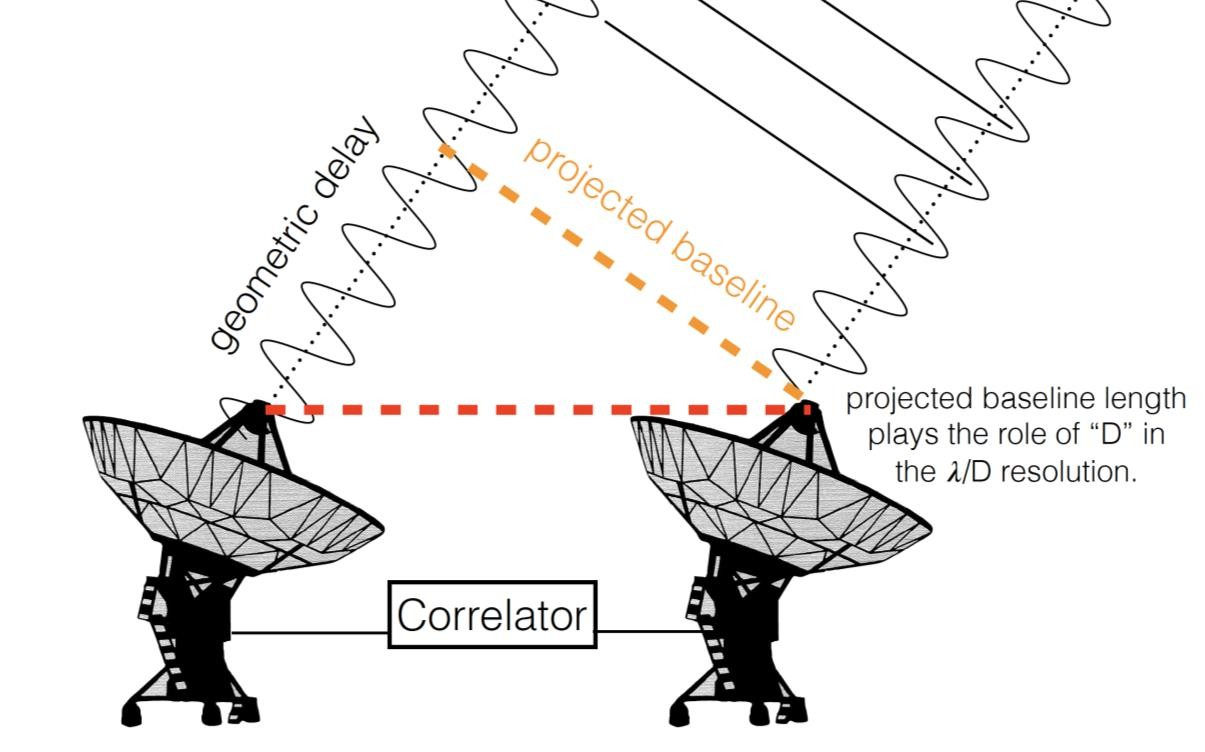 geometric delay
projected baseline
projected baseline length
plays the role of “D” in
the λ/D resolution.
Correlator